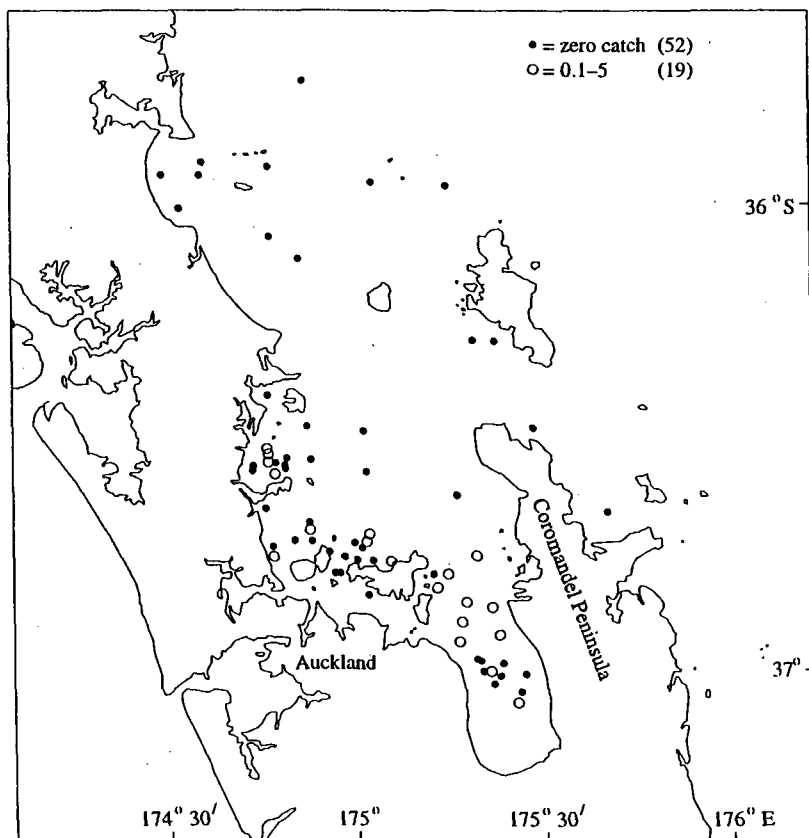 • = zero catch (52)
○ = 0.1–5 (19)
36° S
Coromandel Peninsula
Auckland
37°
174° 30′ 175° 175° 30′ 176° E